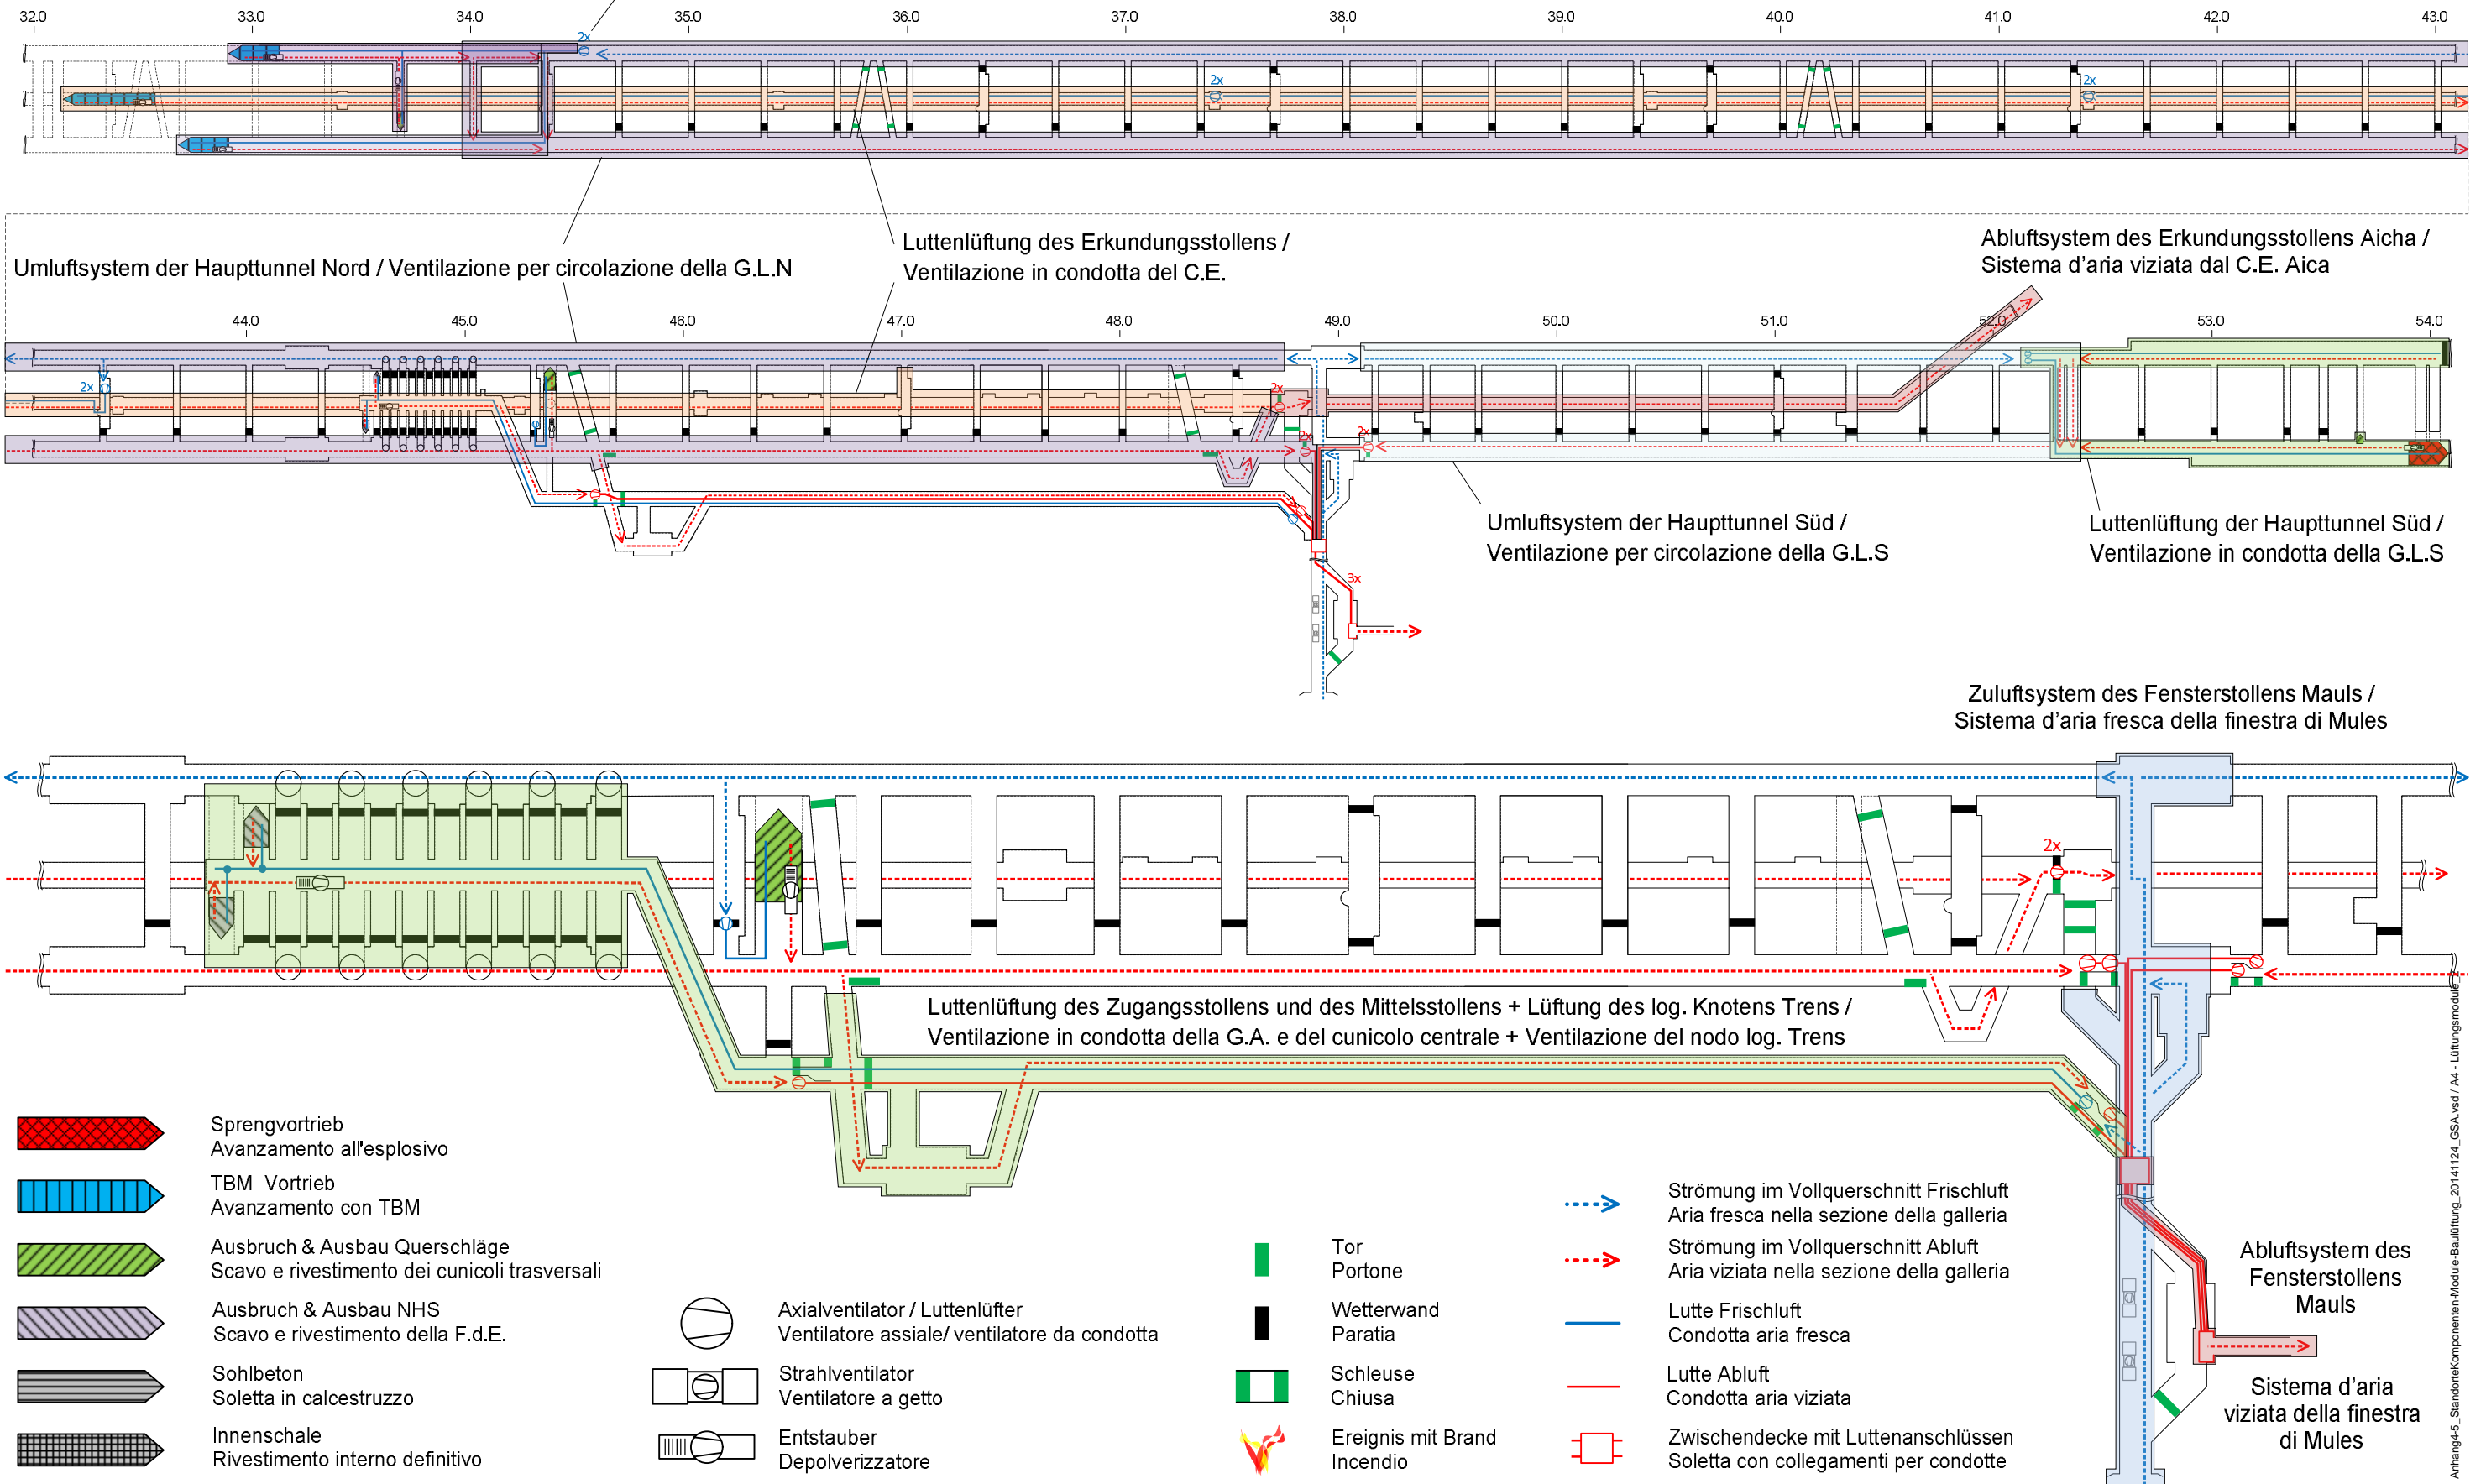 32.0 33.0 34.0 35.0 36.0 37.0 38.0 39.0 40.0 41.0 42.0 43.0
2x
2x
2x
Umluftsystem der Haupttunnel Nord / Ventilazione per circolazione della G.L.N
Luttenlüftung des Erkundungsstollens /
Ventilazione in condotta del C.E.
Abluftsystem des Erkundungsstollens Aicha /
Sistema d'aria viziata dal C.E. Aica
44.0 45.0 46.0 47.0 48.0 49.0 50.0 51.0 52.0 53.0 54.0
2x
2x
2x
2x
3x
Umluftsystem der Haupttunnel Süd /
Ventilazione per circolazione della G.L.S
Luttenlüftung der Haupttunnel Süd /
Ventilazione in condotta della G.L.S
Zuluftsystem des Fensterstollens Mauls /
Sistema d'aria fresca della finestra di Mules
2x
Luttenlüftung des Zugangsstollens und des Mittelsstollens + Lüftung des log. Knotens Trens /
Ventilazione in condotta della G.A. e del cunicolo centrale + Ventilazione del nodo log. Trens
Abluftsystem des
Fensterstollens
Mauls
Sistema d'aria
viziata della finestra
di Mules
Sprengvortrieb
Avanzamento all'esplosivo
TBM Vortrieb
Avanzamento con TBM
Ausbruch & Ausbau Querschläge
Scavo e rivestimento dei cunicoli trasversali
Ausbruch & Ausbau NHS
Scavo e rivestimento della F.d.E.
Sohlbeton
Soletta in calcestruzzo
Innenschale
Rivestimento interno definitivo
Axialventilator / Luttenlüfter
Ventilatore assiale/ ventilatore da condotta
Strahlventilator
Ventilatore a getto
Entstauber
Depolverizzatore
Tor
Portone
Wetterwand
Paratia
Schleuse
Chiusa
Ereignis mit Brand
Incendio
Strömung im Vollquerschnitt Frischluft
Aria fresca nella sezione della galleria
Strömung im Vollquerschnitt Abluft
Aria viziata nella sezione della galleria
Lutte Frischluft
Condotta aria fresca
Lutte Abluft
Condotta aria viziata
Zwischendecke mit Luttenanschlüssen
Soletta con collegamenti per condotte
Anhang4-5_StandorteKomponenten-Module-Baulüftung_20141124_GSA.vsd / A4 - Lüftungsmodule_2